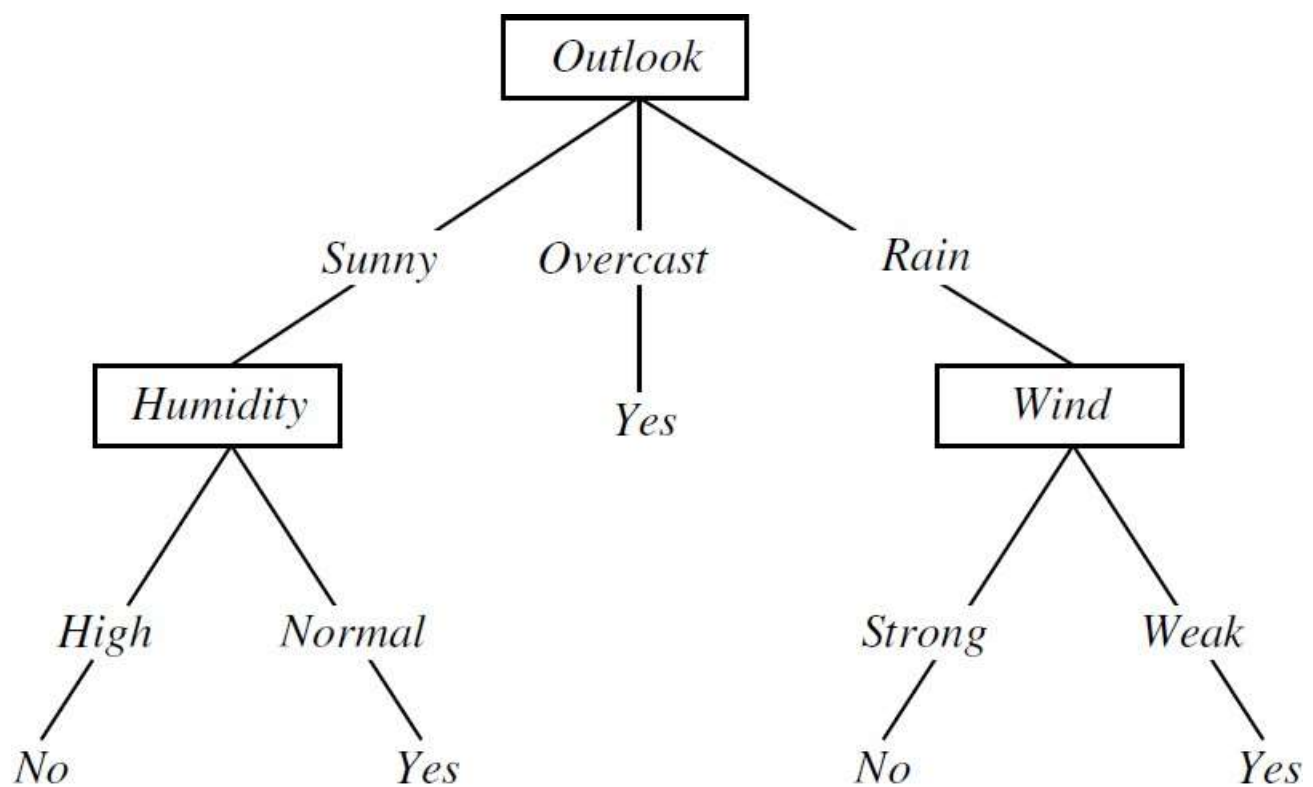 Outlook
Sunny Overcast Rain
Humidity Yes Wind
High Normal Strong Weak
No Yes No Yes